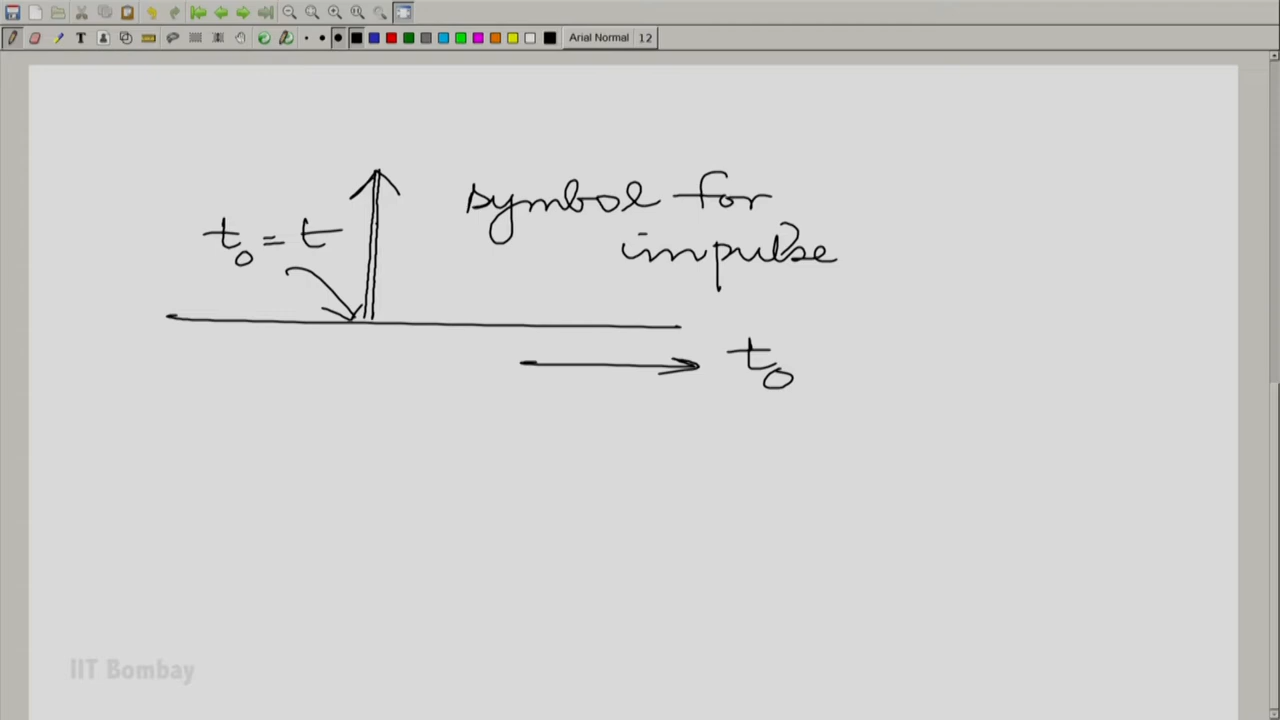 Arial Normal 12
symbol for
t₀ = t
impulse
t₀
IIT Bombay